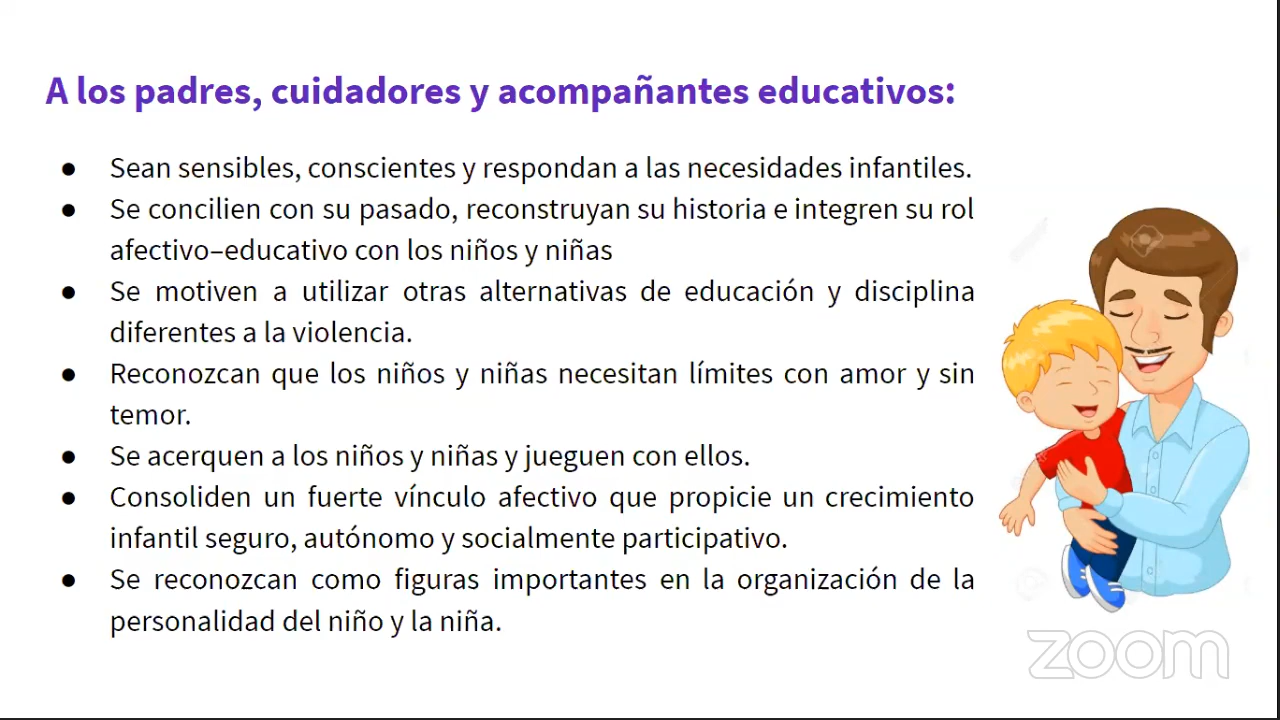 A los padres, cuidadores y acompañantes educativos:
● Sean sensibles, conscientes y respondan a las necesidades infantiles.
● Se concilien con su pasado, reconstruyan su historia e integren su rol
afectivo–educativo con los niños y niñas
● Se motiven a utilizar otras alternativas de educación y disciplina
diferentes a la violencia.
● Reconozcan que los niños y niñas necesitan límites con amor y sin
temor.
● Se acerquen a los niños y niñas y jueguen con ellos.
● Consoliden un fuerte vínculo afectivo que propicie un crecimiento
infantil seguro, autónomo y socialmente participativo.
● Se reconozcan como figuras importantes en la organización de la
personalidad del niño y la niña.
zoom